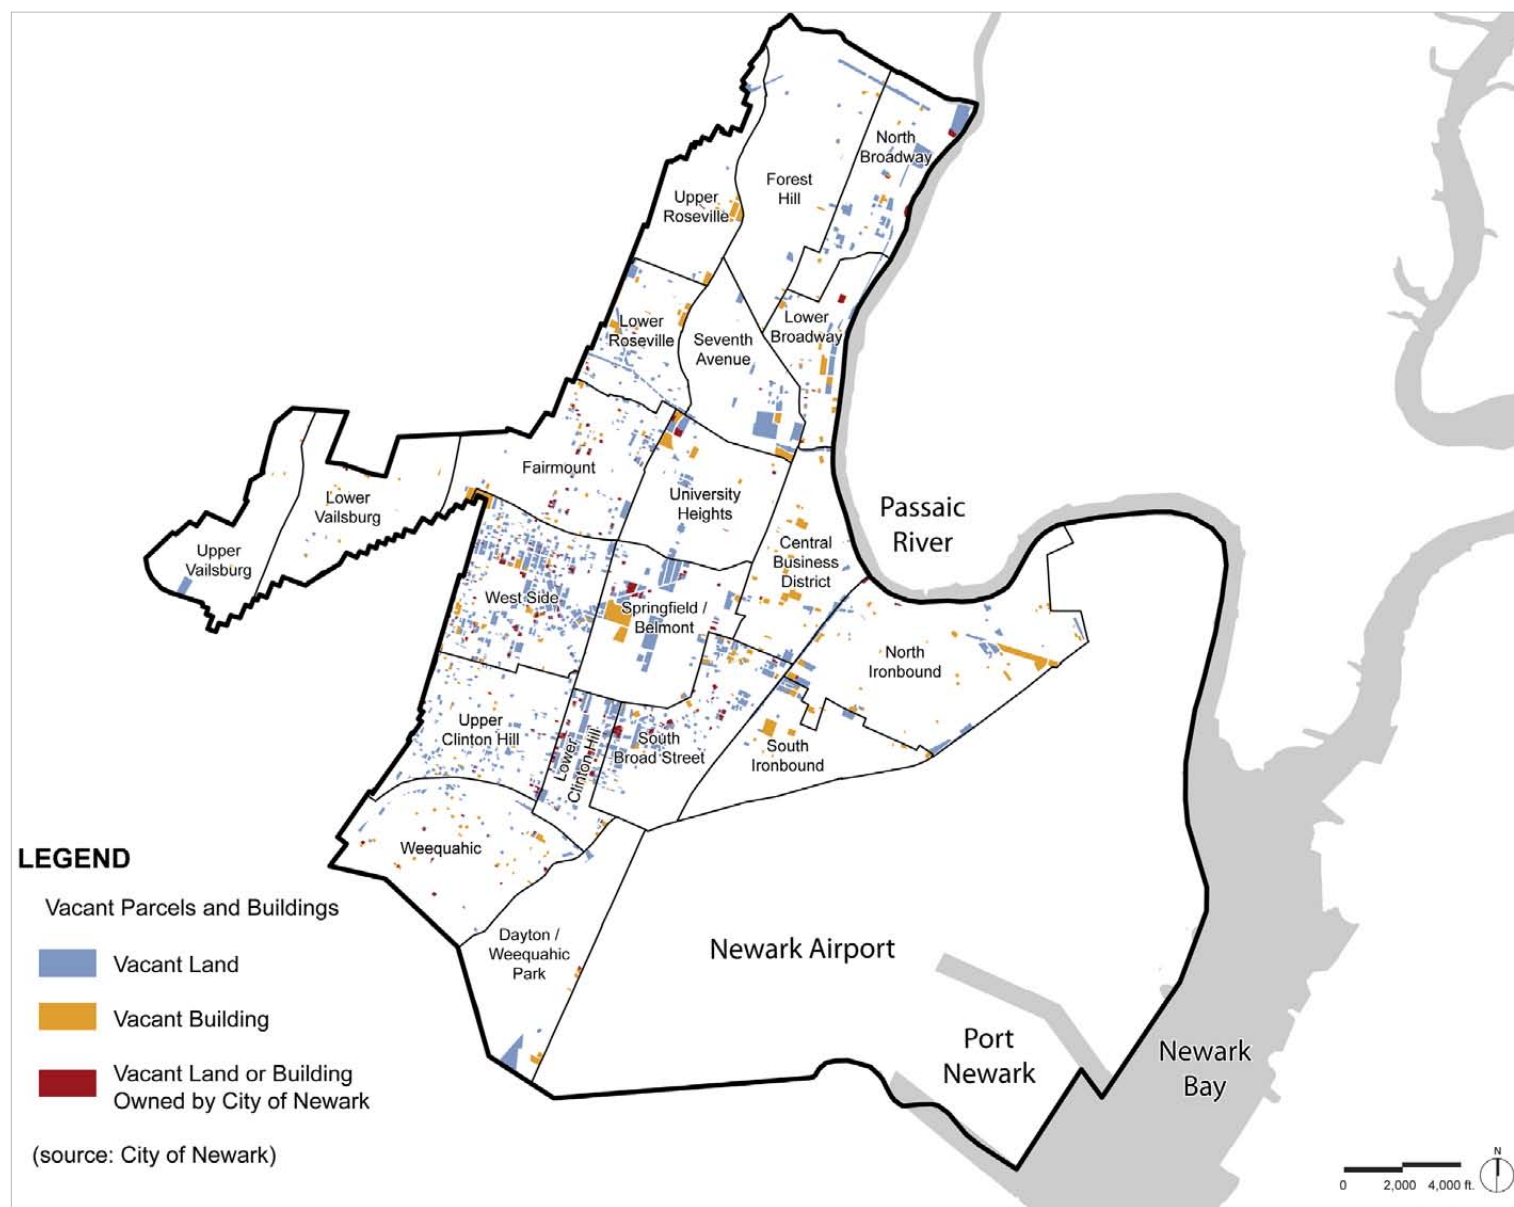 North
Broadway
Forest
Hill
Upper
Roseville
Lower
Roseville
Seventh
Avenue
Lower
Broadway
Fairmount
University
Heights
Lower
Vailsburg
Upper
Vailsburg
Passaic
River
Central
Business
District
West Side
Springfield /
Belmont
North
Ironbound
Upper
Clinton Hill
Lower
Clinton Hill
South
Broad Street
South
Ironbound
Weequahic
Dayton /
Weequahic
Park
Newark Airport
Port
Newark
Newark
Bay
LEGEND
Vacant Parcels and Buildings
Vacant Land
Vacant Building
Vacant Land or Building
Owned by City of Newark
(source: City of Newark)
N
0 2,000 4,000 ft.